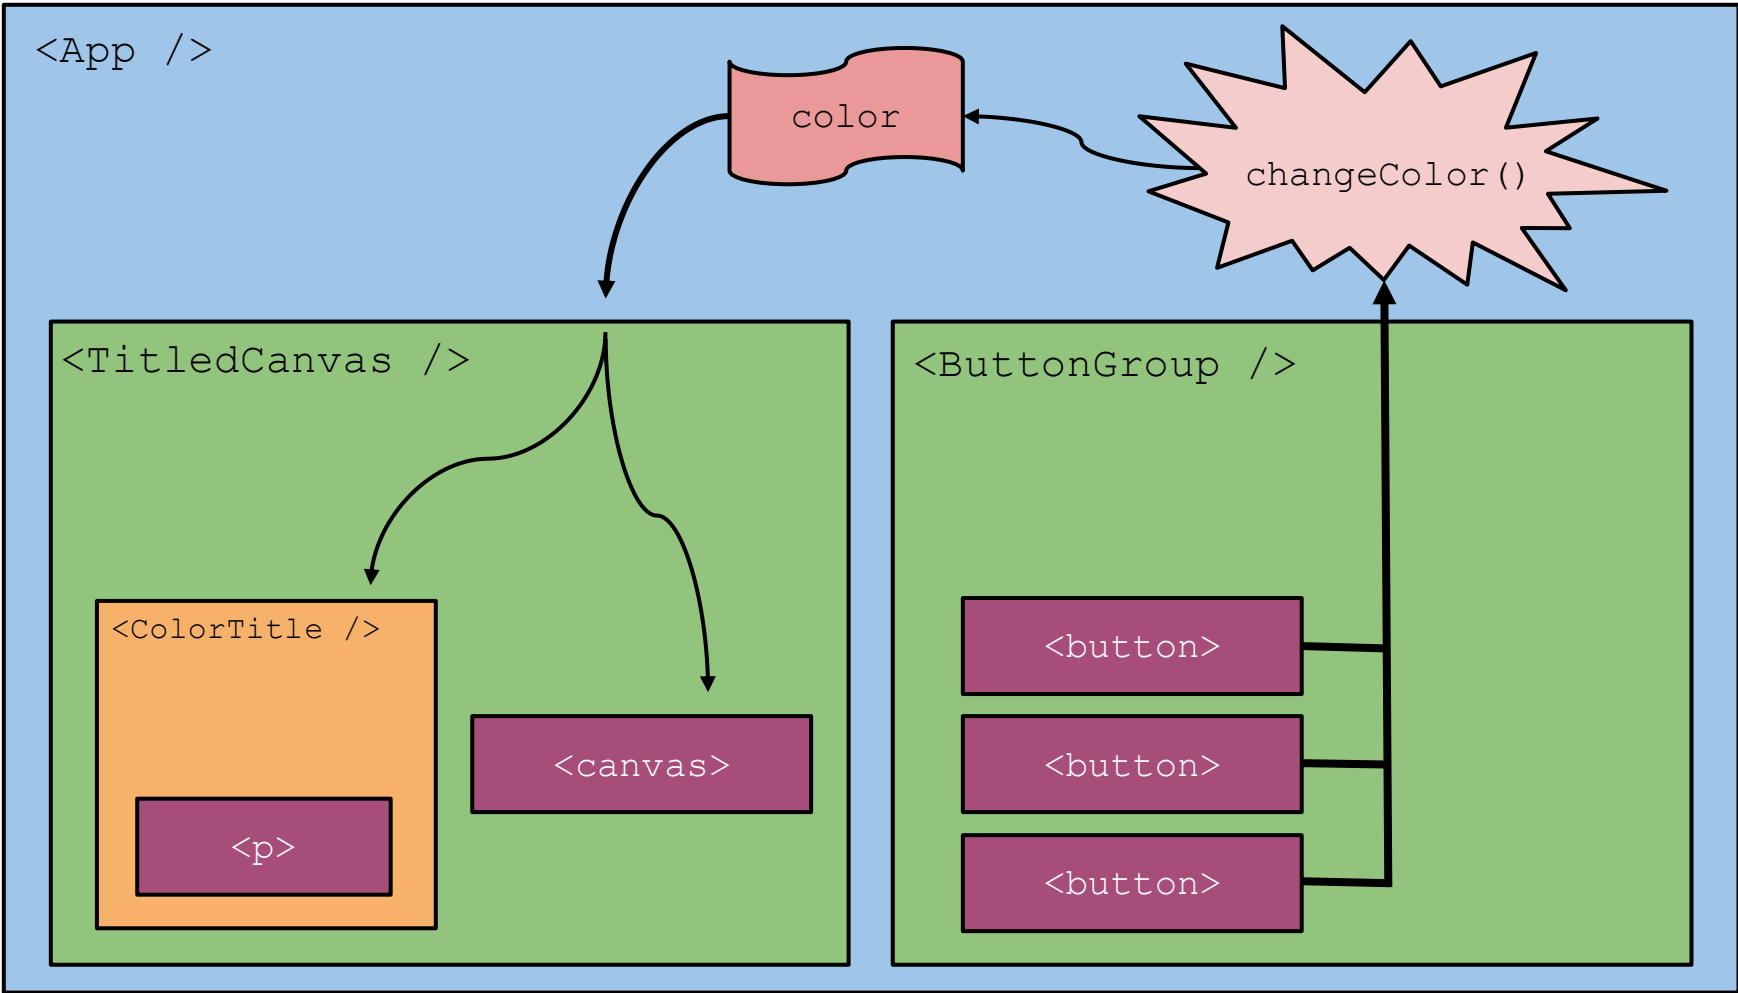 <App />
color
changeColor()
<TitledCanvas />
<ButtonGroup />
<ColorTitle />
<p>
<canvas>
<button>
<button>
<button>